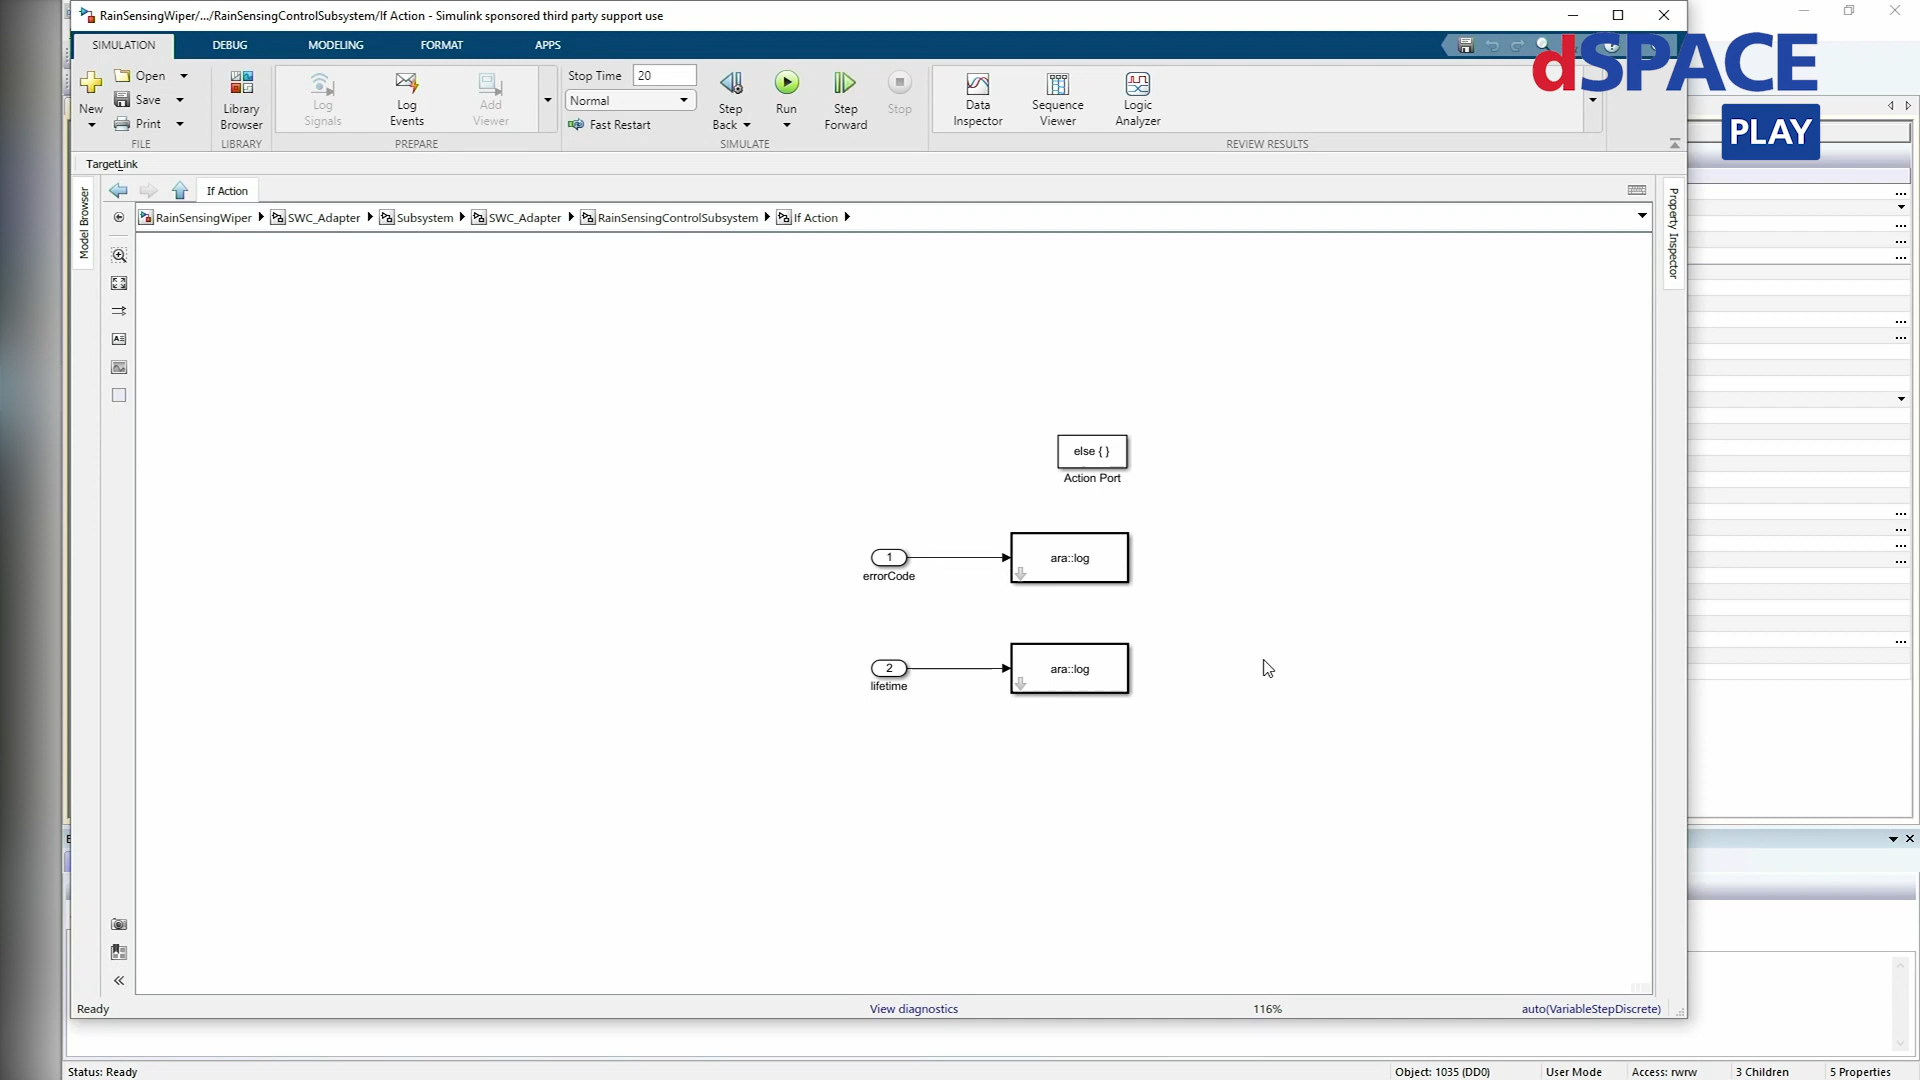 RainSensingWiper/.../RainSensingControlSubsystem/If Action - Simulink sponsored third party support use
SIMULATION DEBUG MODELING FORMAT APPS
dSPACE
PLAY
New
Open
Save
Print
FILE
Library Browser
LIBRARY
Log Signals
Log Events
Add Viewer
PREPARE
Stop Time 20
Normal
Fast Restart
Step Back
Run
Step Forward
Stop
SIMULATE
Data Inspector
Sequence Viewer
Logic Analyzer
REVIEW RESULTS
TargetLink
Model Browser
If Action
Property Inspector
RainSensingWiper SWC_Adapter Subsystem SWC_Adapter RainSensingControlSubsystem If Action
else { }
Action Port
1
ara::log
errorCode
2
ara::log
lifetime
Ready View diagnostics 116% auto(VariableStepDiscrete)
Status: Ready Object: 1035 (DD0) User Mode Access: rwrw 3 Children 5 Properties